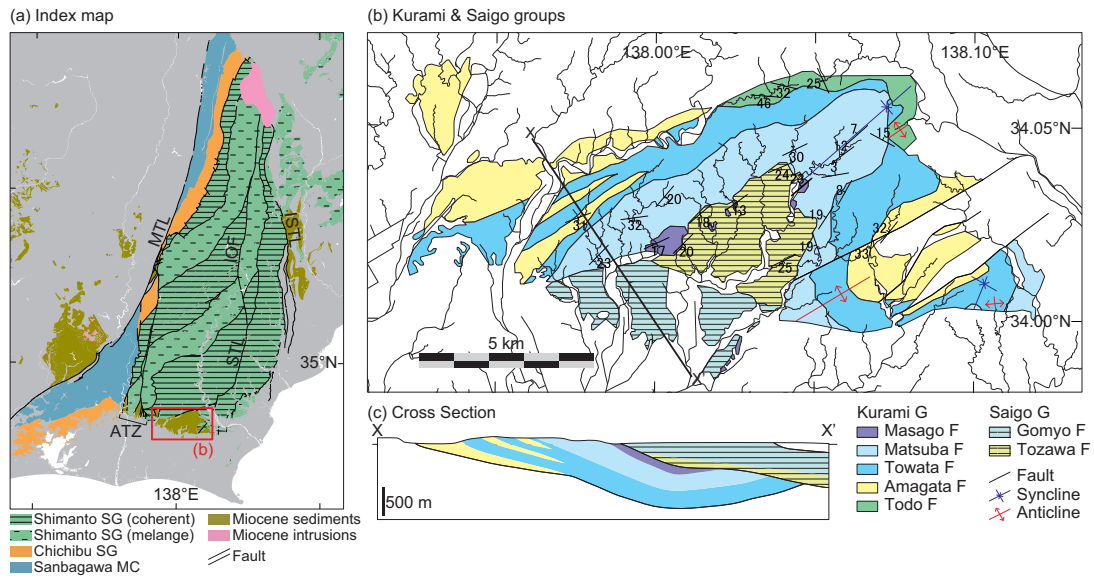 (a) Index map
MTL
OF
ISTL
STL
35°N
ATZ
(b)
138°E
Shimanto SG (coherent)
Shimanto SG (melange)
Chichibu SG
Sanbagawa MC
Miocene sediments
Miocene intrusions
Fault
(b) Kurami & Saigo groups
138.00°E
138.10°E
34.05°N
34.00°N
X
25
32
46
7
12
15
30
3
24
23
8
20
13
19
18
31
32
32
17
20
19
23
25
33
5 km
X'
(c) Cross Section
X
X'
500 m
Kurami G
Masago F
Matsuba F
Towata F
Amagata F
Todo F
Saigo G
Gomyo F
Tozawa F
Fault
Syncline
Anticline